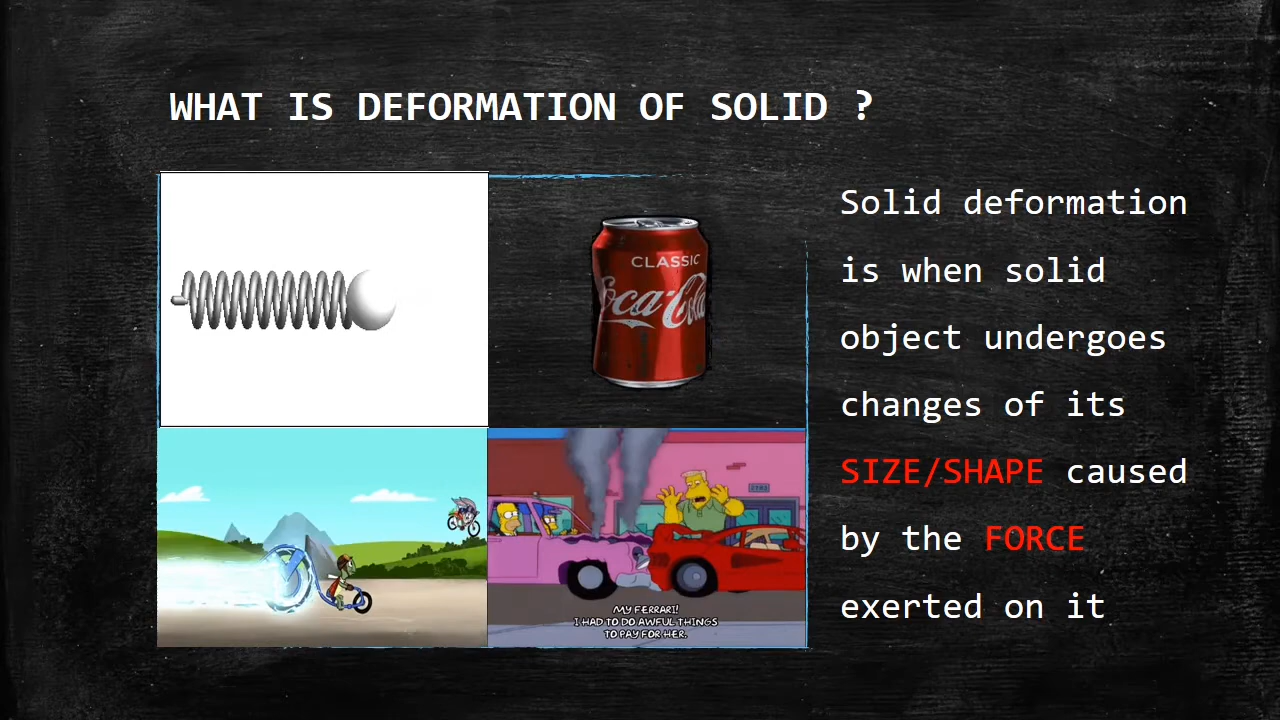 WHAT IS DEFORMATION OF SOLID ?
Solid deformation
is when solid
object undergoes
changes of its
SIZE/SHAPE caused
by the FORCE
exerted on it
CLASSIC
Coca-Cola
MY FERRARI!
I HAD TO DO AWFUL THINGS
TO PAY FOR HER.